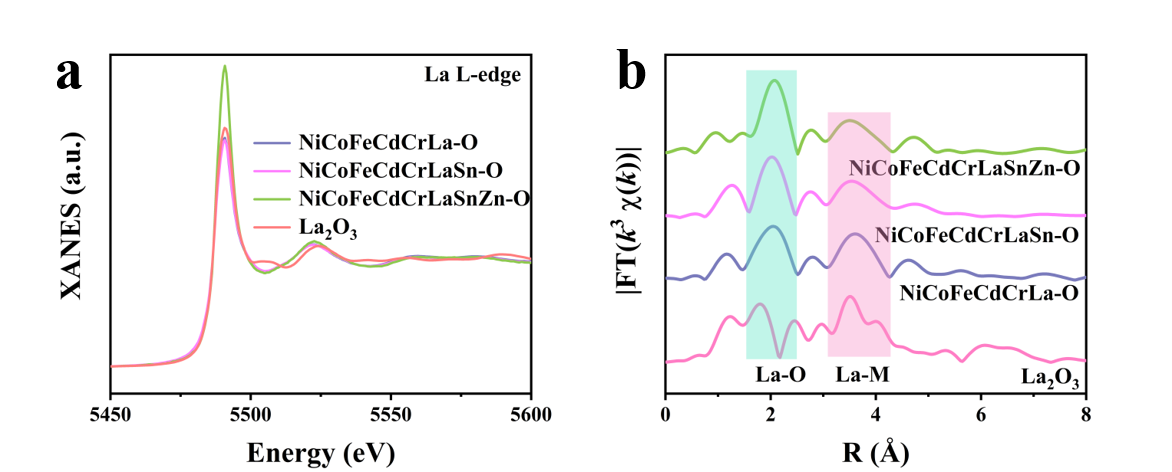 a
La L-edge
NiCoFeCdCrLa-O
NiCoFeCdCrLaSn-O
NiCoFeCdCrLaSnZn-O
La₂O₃
XANES (a.u.)
5450 5500 5550 5600
Energy (eV)
b
NiCoFeCdCrLaSnZn-O
NiCoFeCdCrLaSn-O
NiCoFeCdCrLa-O
La-O La-M La₂O₃
|FT(k³ χ(k))|
0 2 4 6 8
R (Å)